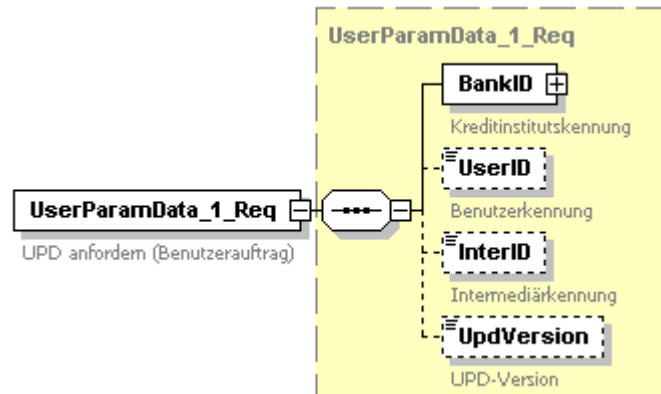 UserParamData_1_Req
BankID
Kreditinstitutskennung
UserID
Benutzerkennung
UserParamData_1_Req
UPD anfordern (Benutzerauftrag)
InterID
Intermediärkennung
UpdVersion
UPD-Version